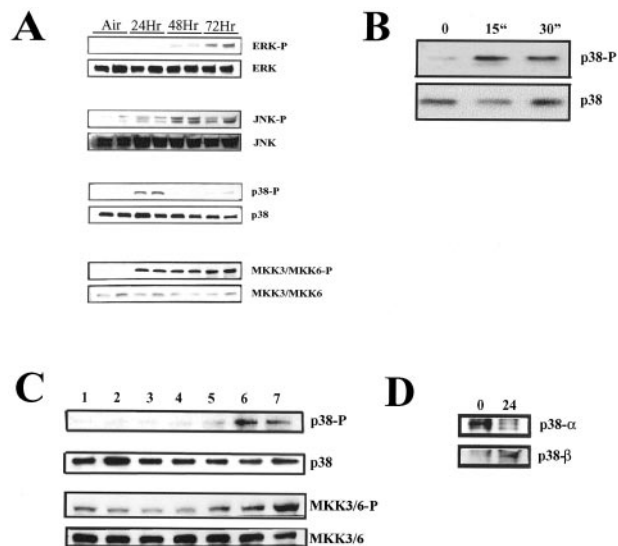 A
Air 24Hr 48Hr 72Hr
ERK-P
ERK
JNK-P
JNK
p38-P
p38
MKK3/MKK6-P
MKK3/MKK6
B
0 15“ 30”
p38-P
p38
C
1 2 3 4 5 6 7
p38-P
p38
MKK3/6-P
MKK3/6
D
0 24
p38-α
p38-β